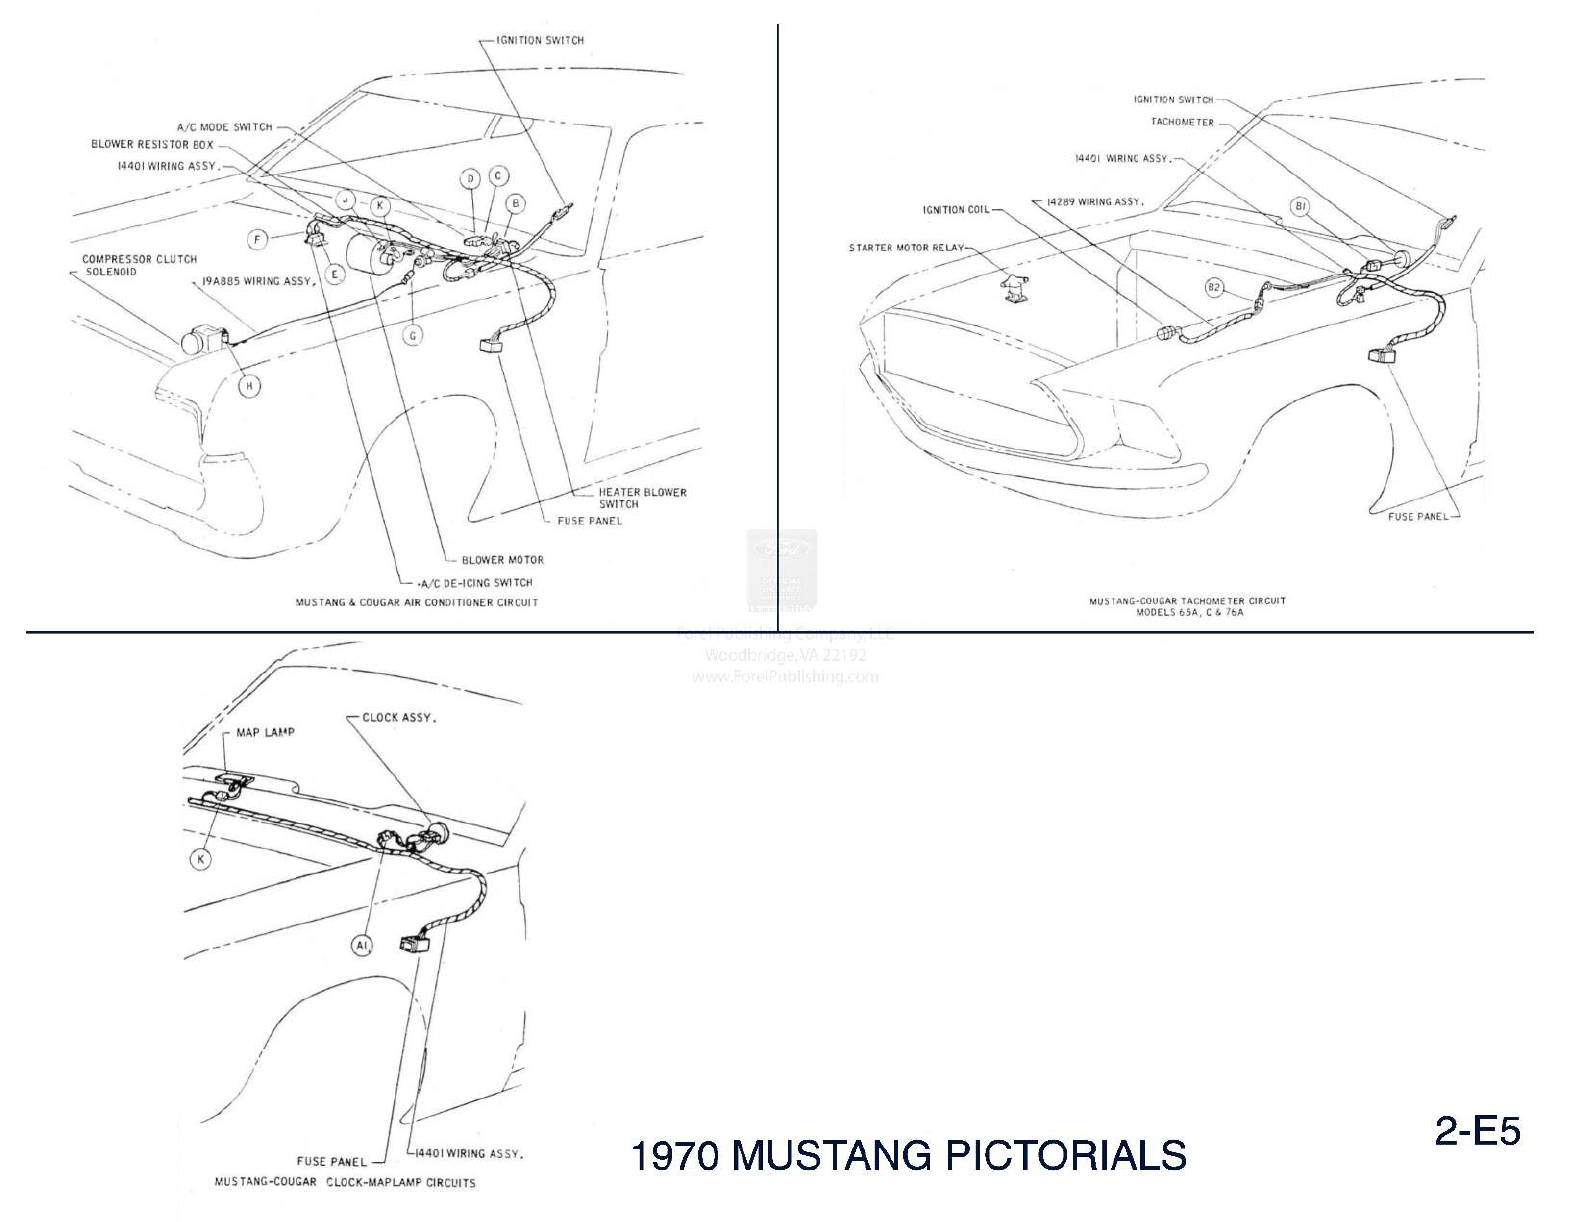 IGNITION SWITCH
A/C MODE SWITCH
BLOWER RESISTOR BOX
14401 WIRING ASSY.
D
C
B
J
K
F
E
COMPRESSOR CLUTCH
SOLENOID
19A885 WIRING ASSY.
G
H
HEATER BLOWER
SWITCH
FUSE PANEL
BLOWER MOTOR
A/C DE-ICING SWITCH
MUSTANG & COUGAR AIR CONDITIONER CIRCUIT
IGNITION SWITCH
TACHOMETER
14401 WIRING ASSY.
14289 WIRING ASSY.
IGNITION COIL
STARTER MOTOR RELAY
B1
B2
FUSE PANEL
MUSTANG-COUGAR TACHOMETER CIRCUIT
MODELS 65A, C & 76A
Ford
Forel Publishing Company, LLC
Woodbridge, VA 22192
www.ForelPublishing.com
CLOCK ASSY.
MAP LAMP
K
A1
FUSE PANEL
14401 WIRING ASSY.
MUSTANG-COUGAR CLOCK-MAPLAMP CIRCUITS
1970 MUSTANG PICTORIALS
2-E5